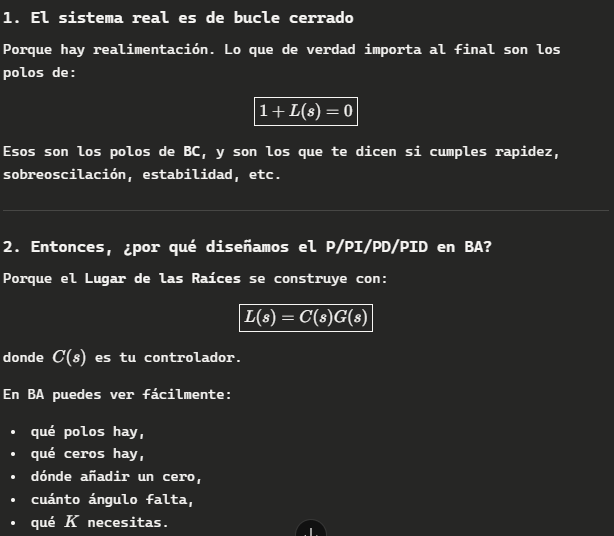 1. El sistema real es de bucle cerrado
Porque hay realimentación. Lo que de verdad importa al final son los
polos de:
1 + L(s) = 0
Esos son los polos de BC, y son los que te dicen si cumples rapidez,
sobreoscilación, estabilidad, etc.
2. Entonces, ¿por qué diseñamos el P/PI/PD/PID en BA?
Porque el Lugar de las Raíces se construye con:
L(s) = C(s)G(s)
donde C(s) es tu controlador.
En BA puedes ver fácilmente:
• qué polos hay,
• qué ceros hay,
• dónde añadir un cero,
• cuánto ángulo falta,
• qué K necesitas.